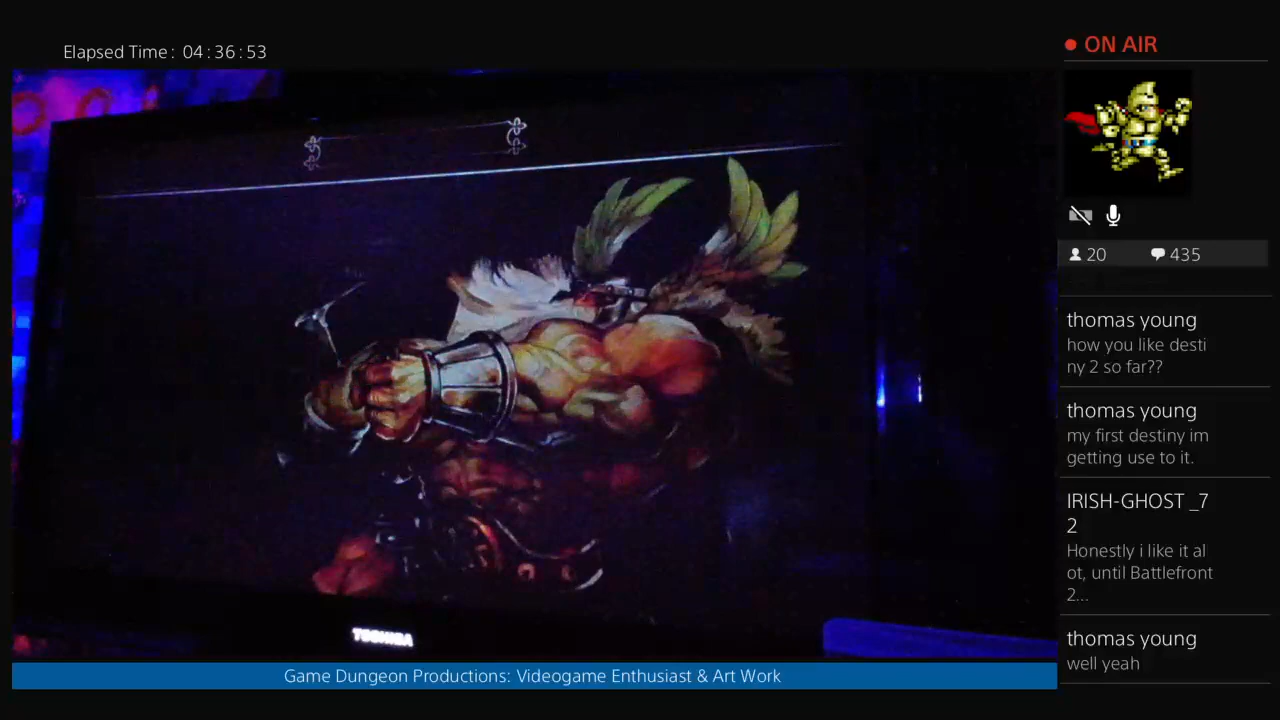 Elapsed Time: 04:36:53
ON AIR
20 435
thomas young
how you like desti
ny 2 so far??
thomas young
my first destiny im
getting use to it.
IRISH-GHOST _7
2
Honestly i like it al
ot, until Battlefront
2...
thomas young
well yeah
TOSHIBA
Game Dungeon Productions: Videogame Enthusiast & Art Work